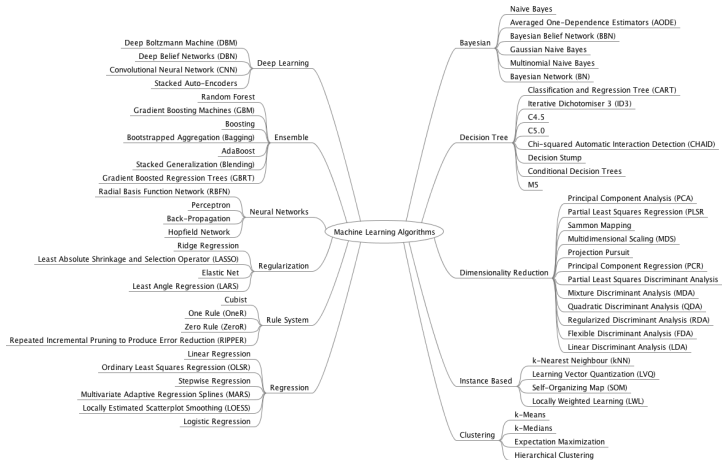 Machine Learning Algorithms
Deep Learning
Deep Boltzmann Machine (DBM)
Deep Belief Networks (DBN)
Convolutional Neural Network (CNN)
Stacked Auto-Encoders
Ensemble
Random Forest
Gradient Boosting Machines (GBM)
Boosting
Bootstrapped Aggregation (Bagging)
AdaBoost
Stacked Generalization (Blending)
Gradient Boosted Regression Trees (GBRT)
Neural Networks
Radial Basis Function Network (RBFN)
Perceptron
Back-Propagation
Hopfield Network
Regularization
Ridge Regression
Least Absolute Shrinkage and Selection Operator (LASSO)
Elastic Net
Least Angle Regression (LARS)
Rule System
Cubist
One Rule (OneR)
Zero Rule (ZeroR)
Repeated Incremental Pruning to Produce Error Reduction (RIPPER)
Regression
Linear Regression
Ordinary Least Squares Regression (OLSR)
Stepwise Regression
Multivariate Adaptive Regression Splines (MARS)
Locally Estimated Scatterplot Smoothing (LOESS)
Logistic Regression
Bayesian
Naive Bayes
Averaged One-Dependence Estimators (AODE)
Bayesian Belief Network (BBN)
Gaussian Naive Bayes
Multinomial Naive Bayes
Bayesian Network (BN)
Decision Tree
Classification and Regression Tree (CART)
Iterative Dichotomiser 3 (ID3)
C4.5
C5.0
Chi-squared Automatic Interaction Detection (CHAID)
Decision Stump
Conditional Decision Trees
M5
Dimensionality Reduction
Principal Component Analysis (PCA)
Partial Least Squares Regression (PLSR
Sammon Mapping
Multidimensional Scaling (MDS)
Projection Pursuit
Principal Component Regression (PCR)
Partial Least Squares Discriminant Analysis
Mixture Discriminant Analysis (MDA)
Quadratic Discriminant Analysis (QDA)
Regularized Discriminant Analysis (RDA)
Flexible Discriminant Analysis (FDA)
Linear Discriminant Analysis (LDA)
Instance Based
k-Nearest Neighbour (kNN)
Learning Vector Quantization (LVQ)
Self-Organizing Map (SOM)
Locally Weighted Learning (LWL)
Clustering
k-Means
k-Medians
Expectation Maximization
Hierarchical Clustering